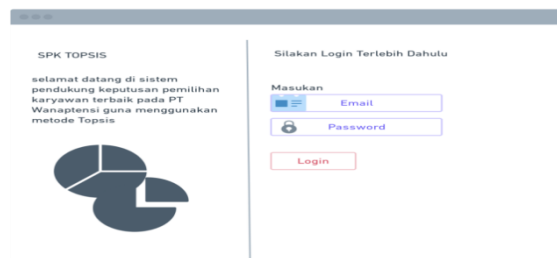 SPK TOPSIS
selamat datang di sistem
pendukung keputusan pemilihan
karyawan terbaik pada PT
Wanaptensi guna menggunakan
metode Topsis
Silakan Login Terlebih Dahulu
Masukan
Email
Password
Login